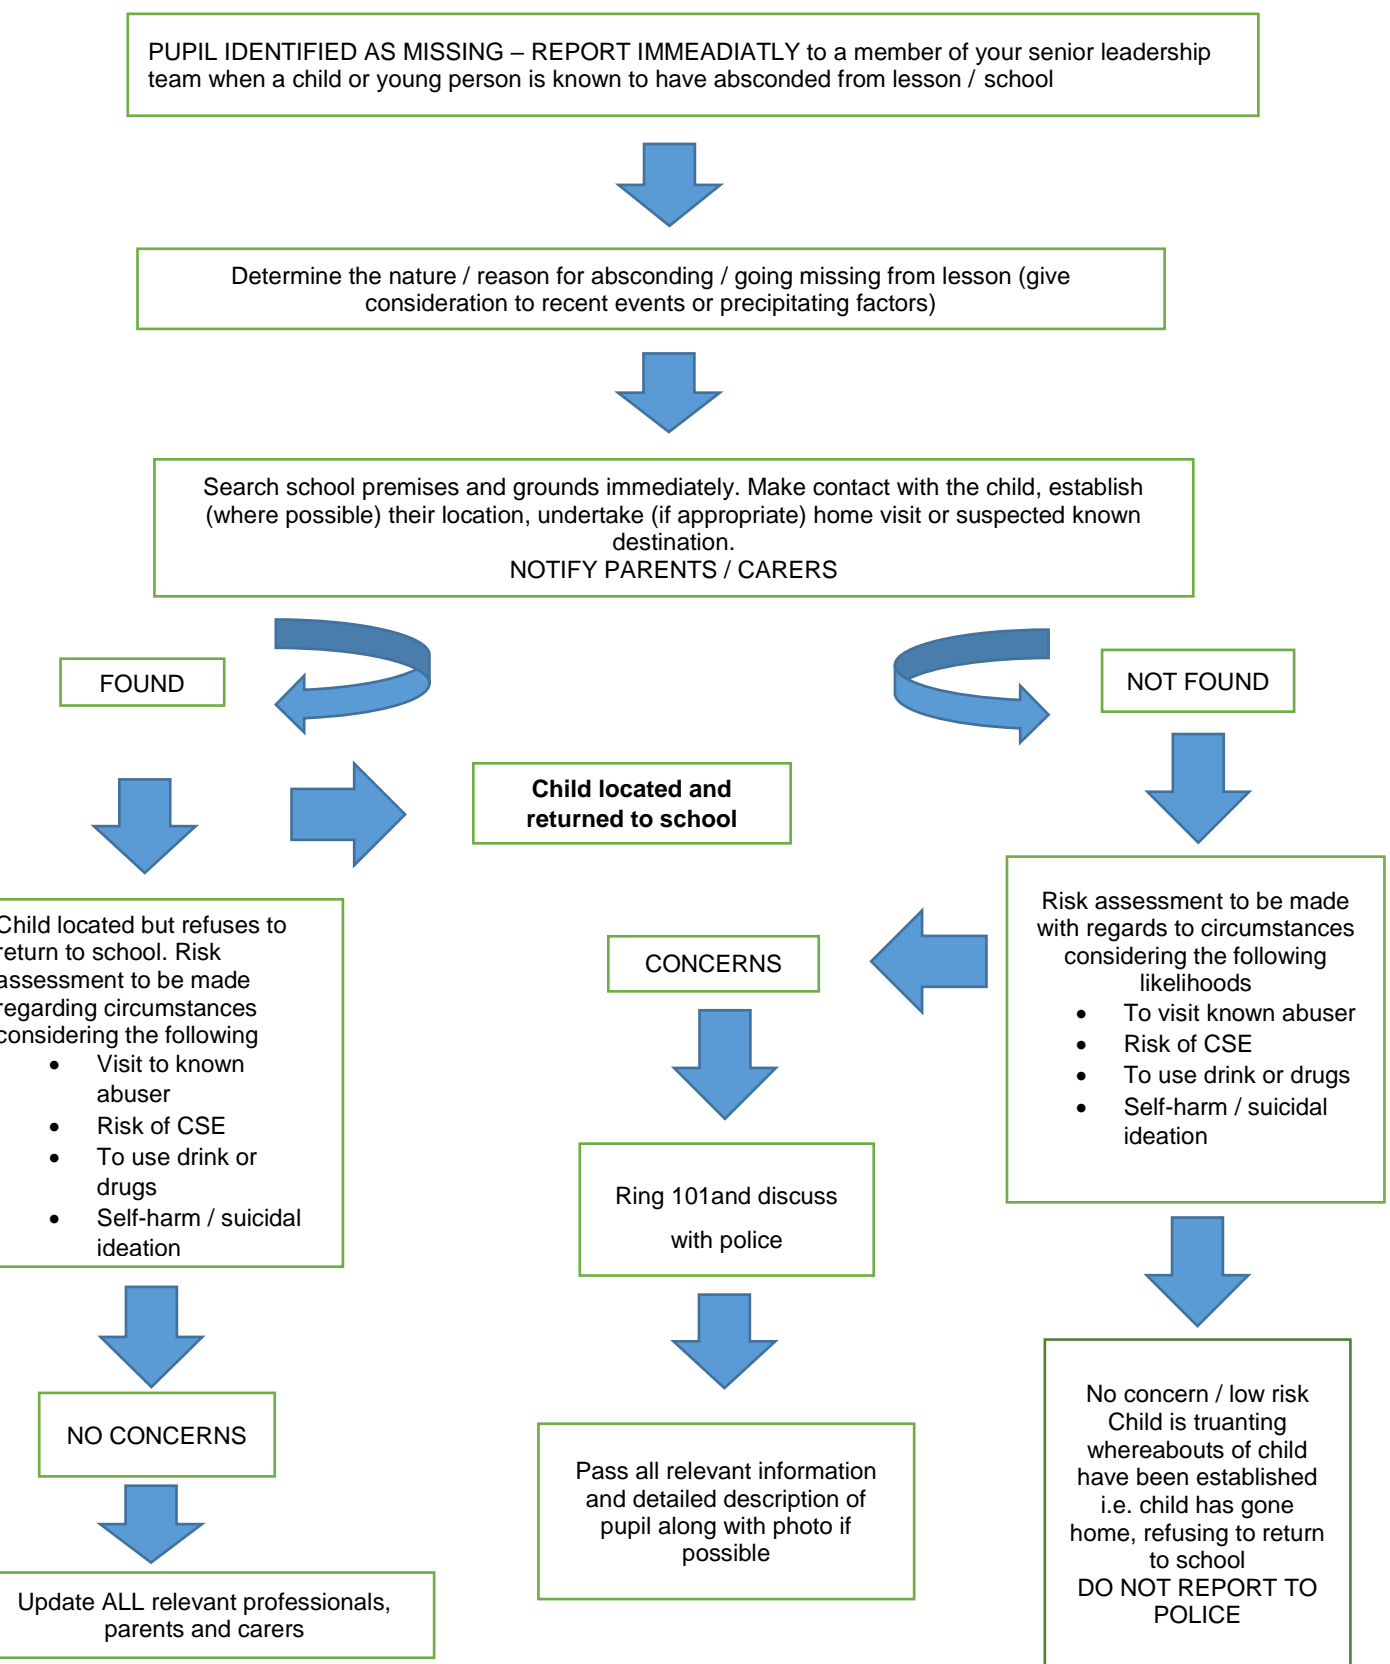 PUPIL IDENTIFIED AS MISSING – REPORT IMMEADIATLY to a member of your senior leadership
team when a child or young person is known to have absconded from lesson / school
Determine the nature / reason for absconding / going missing from lesson (give
consideration to recent events or precipitating factors)
Search school premises and grounds immediately. Make contact with the child, establish
(where possible) their location, undertake (if appropriate) home visit or suspected known
destination.
NOTIFY PARENTS / CARERS
FOUND
NOT FOUND
Child located and
returned to school
Child located but refuses to
return to school. Risk
assessment to be made
regarding circumstances
considering the following
• Visit to known
abuser
• Risk of CSE
• To use drink or
drugs
• Self-harm / suicidal
ideation
CONCERNS
Risk assessment to be made
with regards to circumstances
considering the following
likelihoods
• To visit known abuser
• Risk of CSE
• To use drink or drugs
• Self-harm / suicidal
ideation
Ring 101and discuss
with police
NO CONCERNS
Pass all relevant information
and detailed description of
pupil along with photo if
possible
No concern / low risk
Child is truanting
whereabouts of child
have been established
i.e. child has gone
home, refusing to return
to school
DO NOT REPORT TO
POLICE
Update ALL relevant professionals,
parents and carers